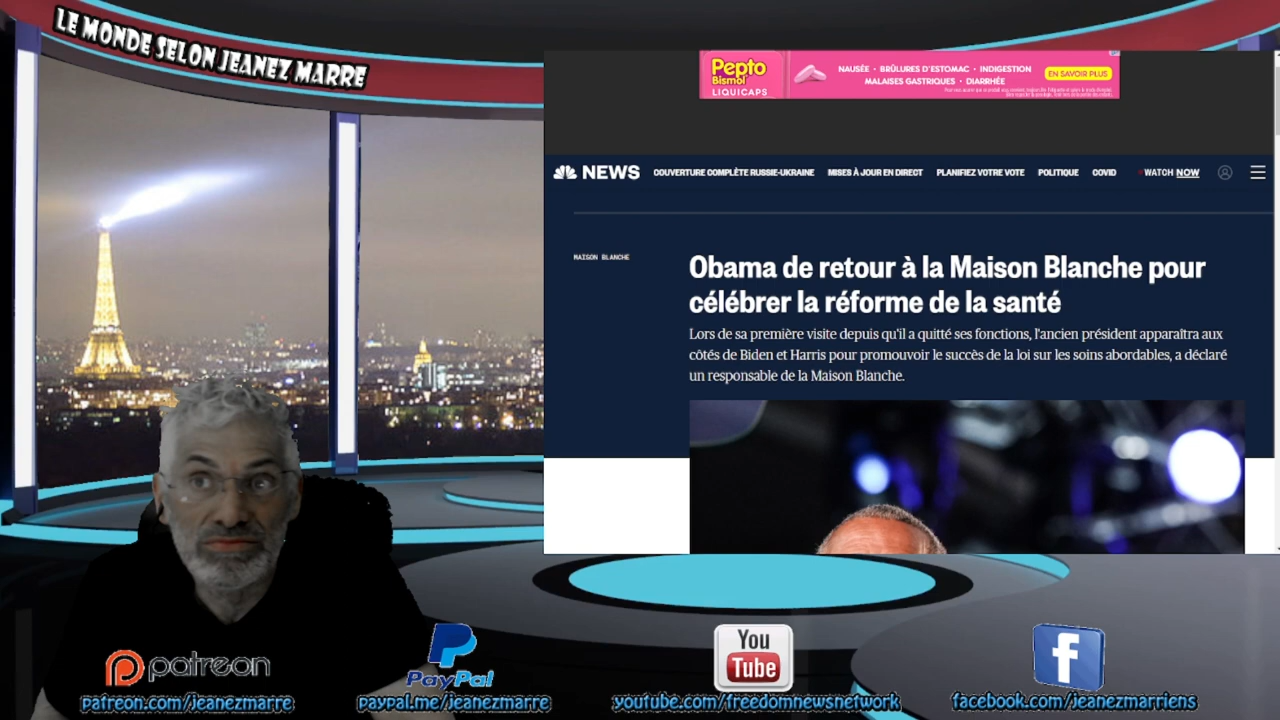 LE MONDE SELON JEANEZ MARRE
Pepto
Bismol
LIQUICAPS
NAUSÉE • BRÛLURES D'ESTOMAC • INDIGESTION
MALAISES GASTRIQUES • DIARRHÉE
EN SAVOIR PLUS
NEWS
COUVERTURE COMPLÈTE RUSSIE-UKRAINE
MISES À JOUR EN DIRECT
PLANIFIEZ VOTRE VOTE
POLITIQUE
COVID
WATCH NOW
MAISON BLANCHE
Obama de retour à la Maison Blanche pour
célébrer la réforme de la santé
Lors de sa première visite depuis qu'il a quitté ses fonctions, l'ancien président apparaîtra aux
côtés de Biden et Harris pour promouvoir le succès de la loi sur les soins abordables, a déclaré
un responsable de la Maison Blanche.
patreon
patreon.com/jeanezmarre
PayPal
paypal.me/jeanezmarre
You
Tube
youtube.com/freedomnewsnetwork
f
facebook.com/jeanezmarriens